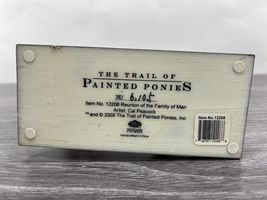 THE TRAIL OF
PAINTED PONIES
6,105
Item No. 12208 Reunion of the Family of Man
Artist: Cal Peacock
™ and © 2005 The Trail of Painted Ponies, Inc
Handcrafted in China
Item No.12208